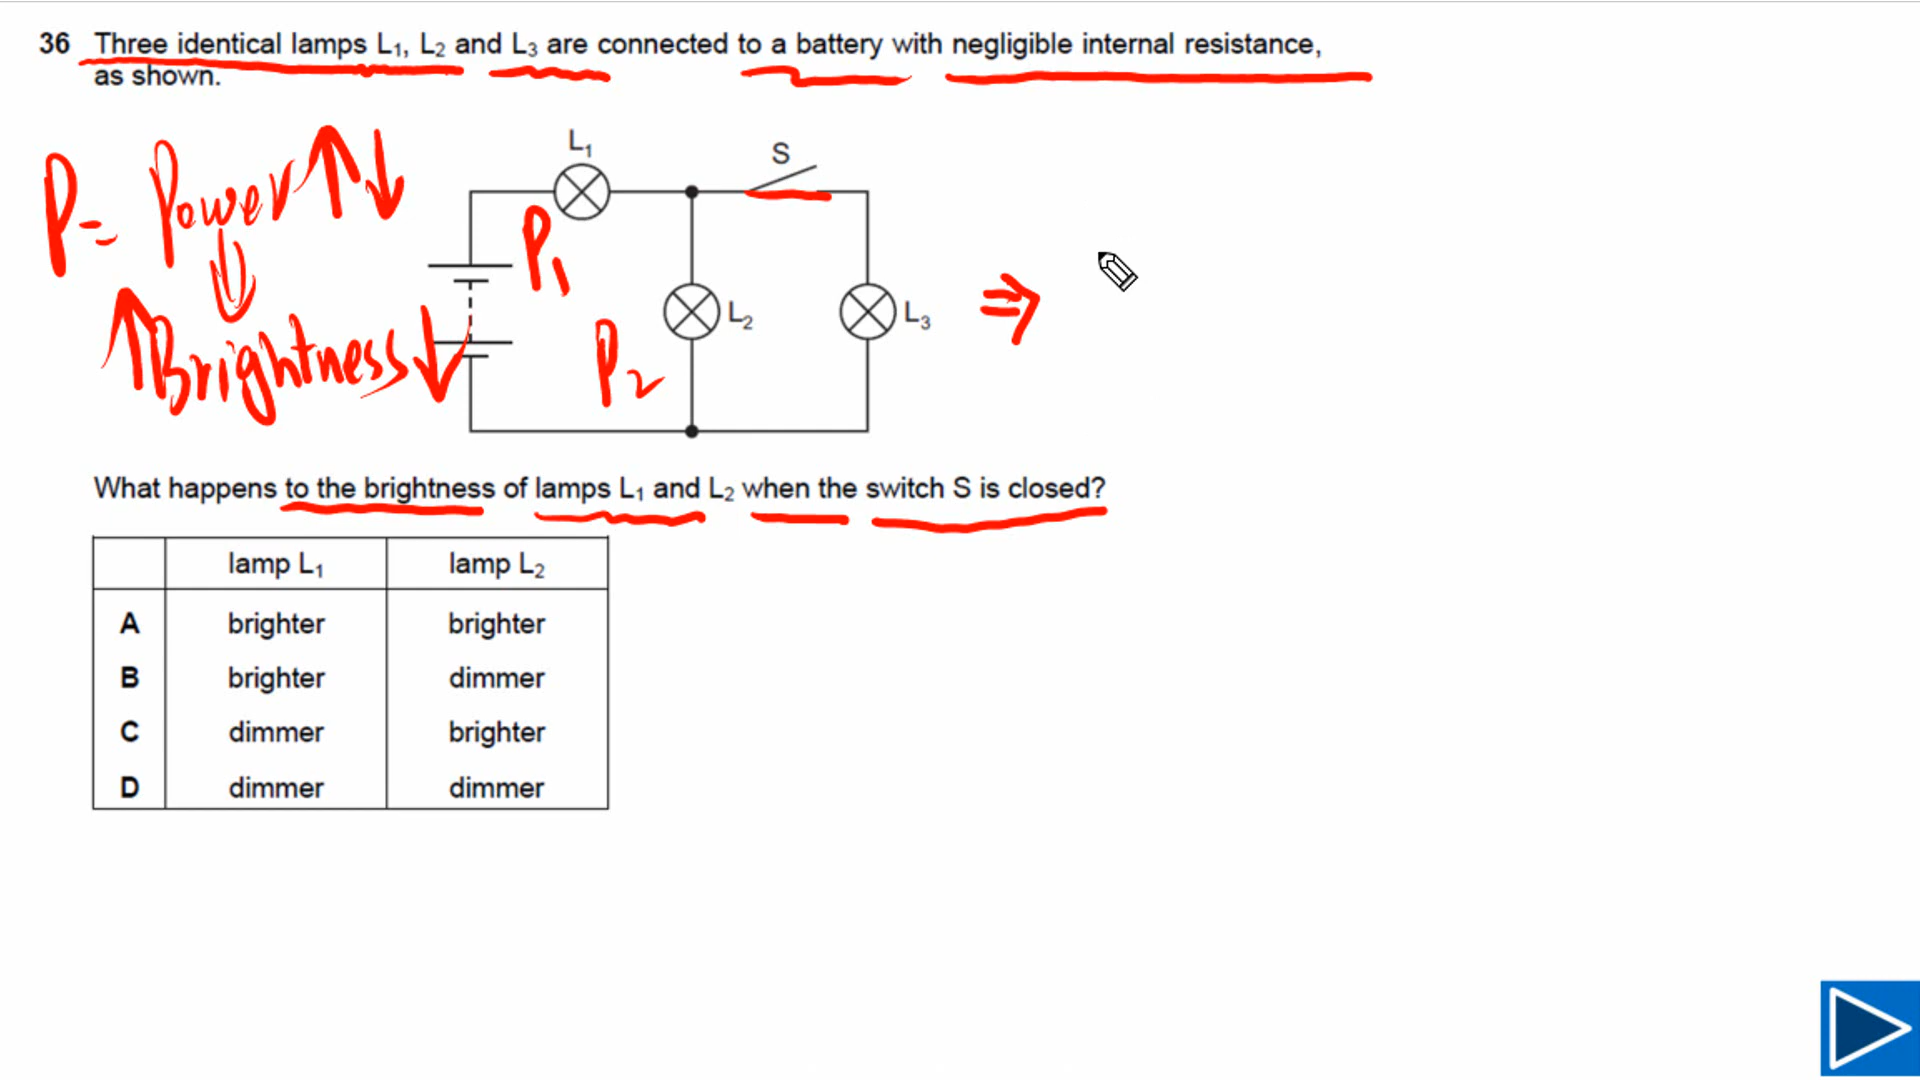 36 Three identical lamps L1, L2 and L3 are connected to a battery with negligible internal resistance,
as shown.
P = Power ↑↓
↑ Brightness ↓
L1
S
P1
L2
L3
⇒
P2
What happens to the brightness of lamps L1 and L2 when the switch S is closed?
lamp L1 lamp L2
A brighter brighter
B brighter dimmer
C dimmer brighter
D dimmer dimmer